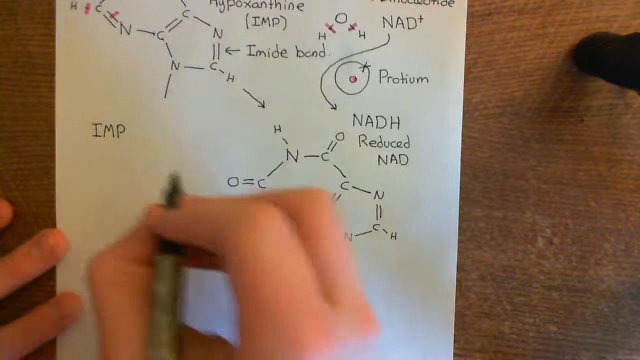 Hypoxanthine
(IMP)
NAD⁺
H
C
N
C
C
N
N
C
H
Imide bond
H
O
H
Protium
IMP
NADH
Reduced
NAD
H
N
C
O
O=C
C
N
N
C
H